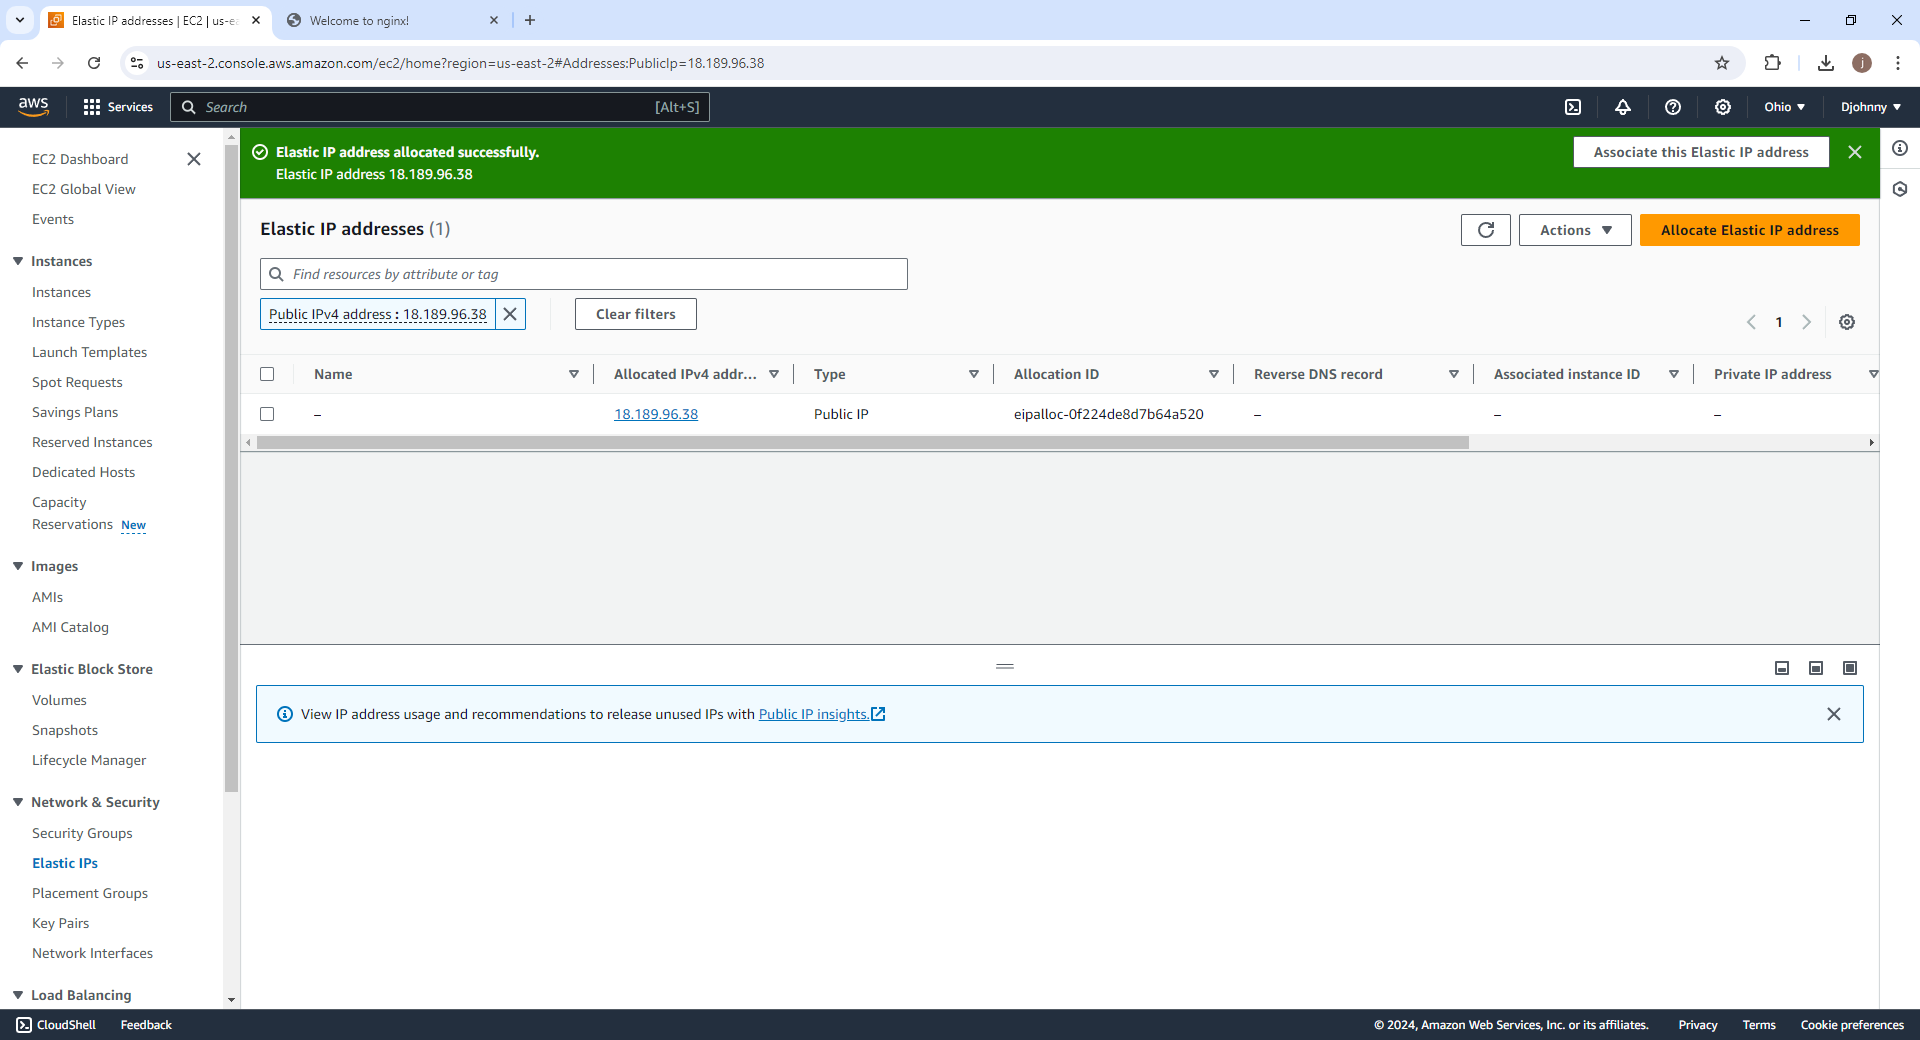 Elastic IP addresses | EC2 | us-ea
Welcome to nginx!
us-east-2.console.aws.amazon.com/ec2/home?region=us-east-2#Addresses:PublicIp=18.189.96.38
j
aws
Services
Search
[Alt+S]
Ohio
Djohnny
EC2 Dashboard
EC2 Global View
Events
Instances
Instances
Instance Types
Launch Templates
Spot Requests
Savings Plans
Reserved Instances
Dedicated Hosts
Capacity
Reservations New
Images
AMIs
AMI Catalog
Elastic Block Store
Volumes
Snapshots
Lifecycle Manager
Network & Security
Security Groups
Elastic IPs
Placement Groups
Key Pairs
Network Interfaces
Load Balancing
Elastic IP address allocated successfully.
Elastic IP address 18.189.96.38
Associate this Elastic IP address
Elastic IP addresses (1)
Actions
Allocate Elastic IP address
Find resources by attribute or tag
Public IPv4 address : 18.189.96.38
Clear filters
1
Name Allocated IPv4 addr... Type Allocation ID Reverse DNS record Associated instance ID Private IP address
– 18.189.96.38 Public IP eipalloc-0f224de8d7b64a520 – – –
View IP address usage and recommendations to release unused IPs with Public IP insights.
CloudShell
Feedback
© 2024, Amazon Web Services, Inc. or its affiliates.
Privacy
Terms
Cookie preferences